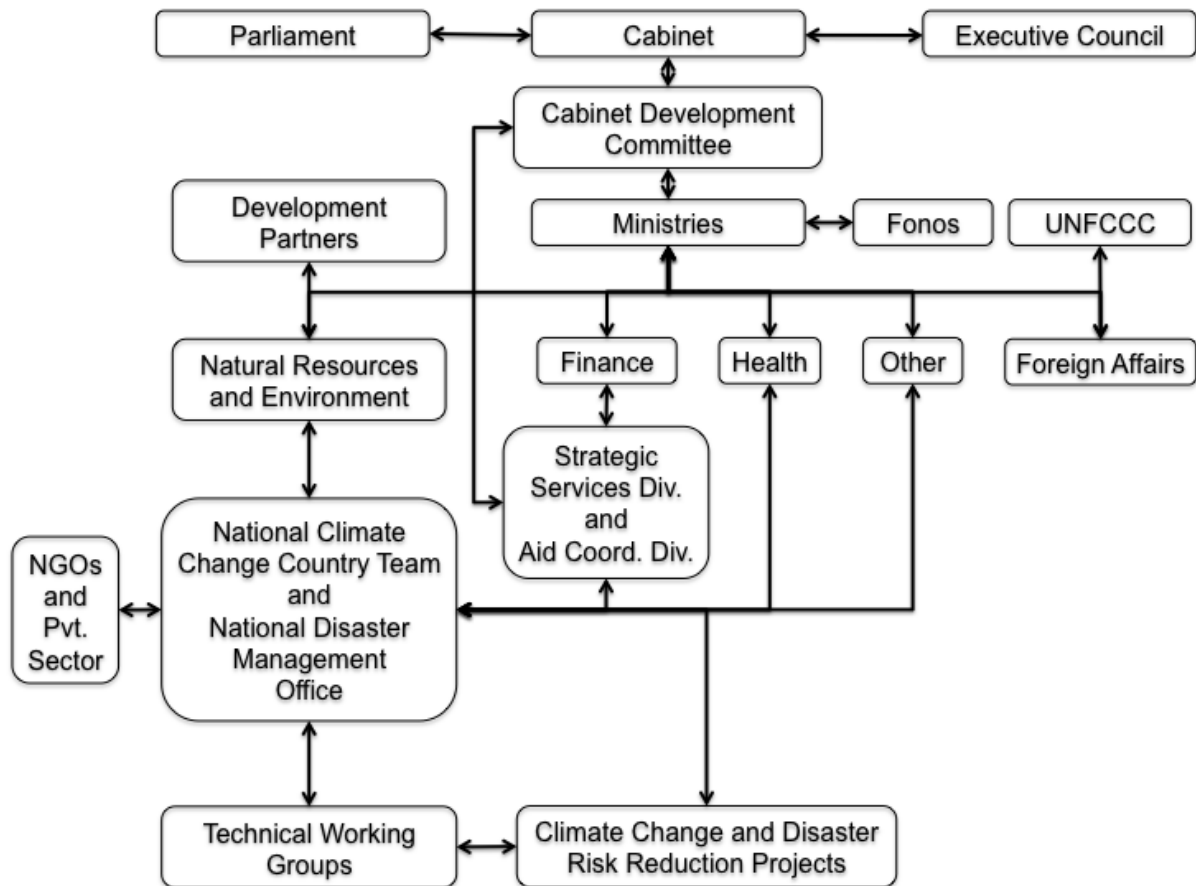 Parliament
Cabinet
Executive Council
Cabinet Development
Committee
Development
Partners
Ministries
Fonos
UNFCCC
Natural Resources
and Environment
Finance
Health
Other
Foreign Affairs
Strategic
Services Div.
and
Aid Coord. Div.
NGOs
and
Pvt.
Sector
National Climate
Change Country Team
and
National Disaster
Management
Office
Technical Working
Groups
Climate Change and Disaster
Risk Reduction Projects